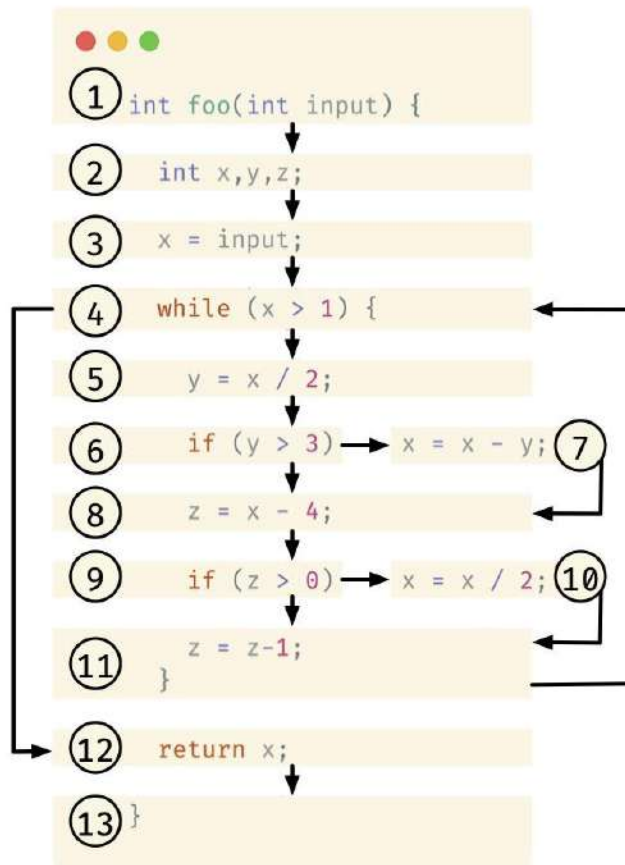 1 int foo(int input) {
2 int x,y,z;
3 x = input;
4 while (x > 1) {
5 y = x / 2;
6 if (y > 3) x = x - y; 7
8 z = x - 4;
9 if (z > 0) x = x / 2; 10
z = z-1;
11 }
12 return x;
13 }